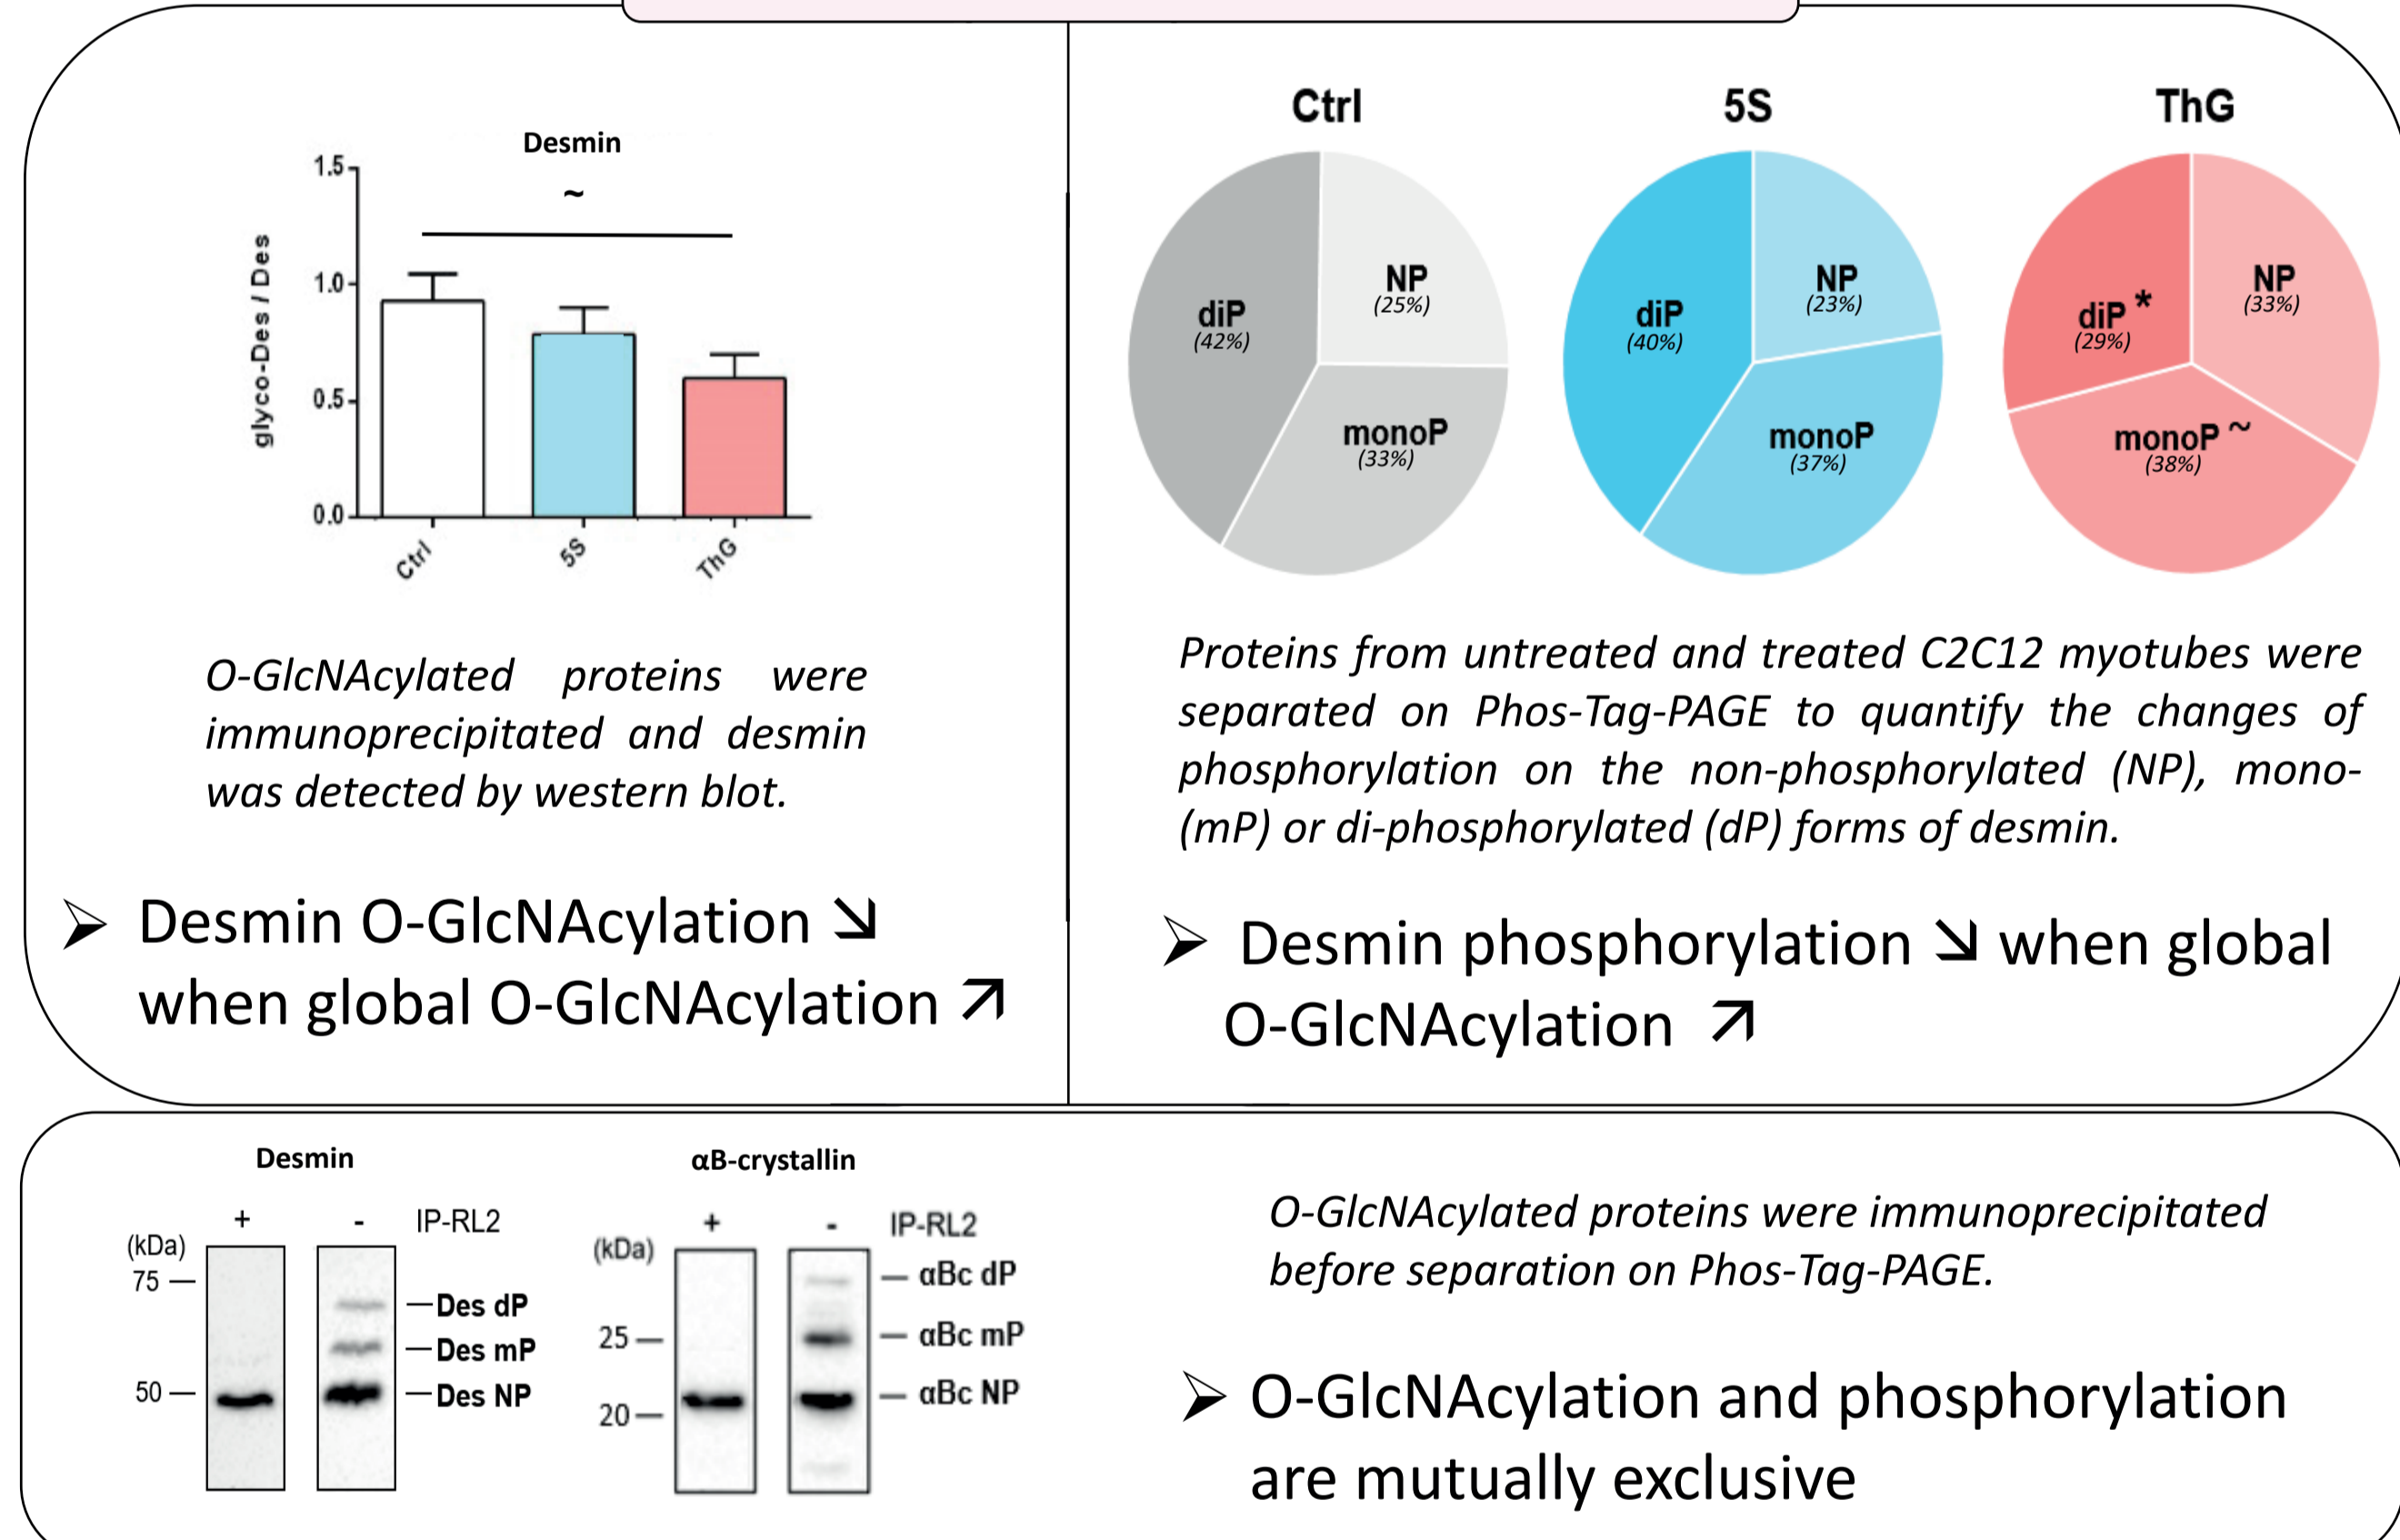 Desmin
~
1.5
1.0
0.5
0.0
glyco-Des / Des
Ctrl
5S
ThG
O-GlcNAcylated proteins were
immunoprecipitated and desmin
was detected by western blot.
➢ Desmin O-GlcNAcylation ↘
when global O-GlcNAcylation ↗
Ctrl
NP
(25%)
diP
(42%)
monoP
(33%)
5S
NP
(23%)
diP
(40%)
monoP
(37%)
ThG
NP
(33%)
diP *
(29%)
monoP ~
(38%)
Proteins from untreated and treated C2C12 myotubes were
separated on Phos-Tag-PAGE to quantify the changes of
phosphorylation on the non-phosphorylated (NP), mono-
(mP) or di-phosphorylated (dP) forms of desmin.
➢ Desmin phosphorylation ↘ when global
O-GlcNAcylation ↗
Desmin
+ - IP-RL2
(kDa)
75
50
Des dP
Des mP
Des NP
αB-crystallin
+ - IP-RL2
(kDa)
25
20
αBc dP
αBc mP
αBc NP
O-GlcNAcylated proteins were immunoprecipitated
before separation on Phos-Tag-PAGE.
➢ O-GlcNAcylation and phosphorylation
are mutually exclusive